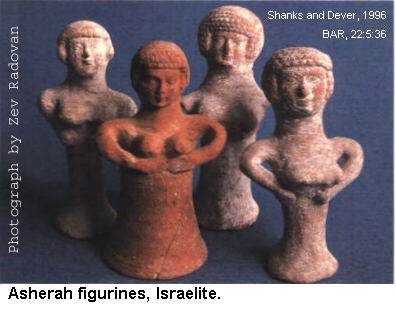 Shanks and Dever, 1996
BAR, 22:5:36
Photograph by Zev Radovan
Asherah figurines, Israelite.